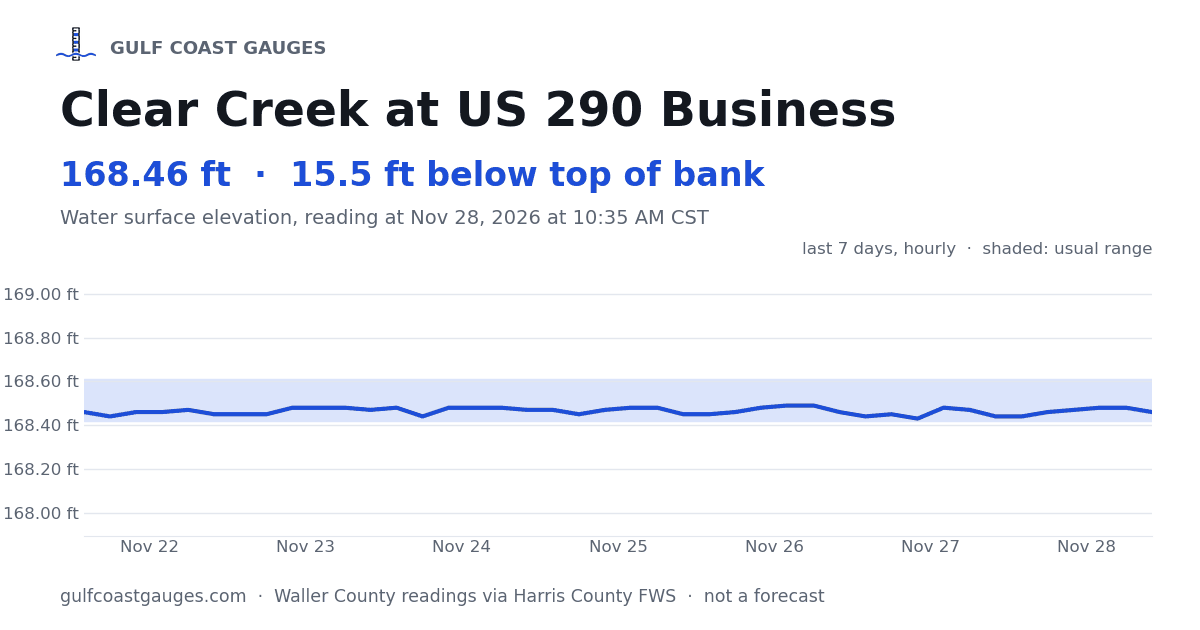 GULF COAST GAUGES
Clear Creek at US 290 Business
168.46 ft · 15.5 ft below top of bank
Water surface elevation, reading at Nov 28, 2026 at 10:35 AM CST
last 7 days, hourly · shaded: usual range
169.00 ft
168.80 ft
168.60 ft
168.40 ft
168.20 ft
168.00 ft
Nov 22 Nov 23 Nov 24 Nov 25 Nov 26 Nov 27 Nov 28
gulfcoastgauges.com · Waller County readings via Harris County FWS · not a forecast